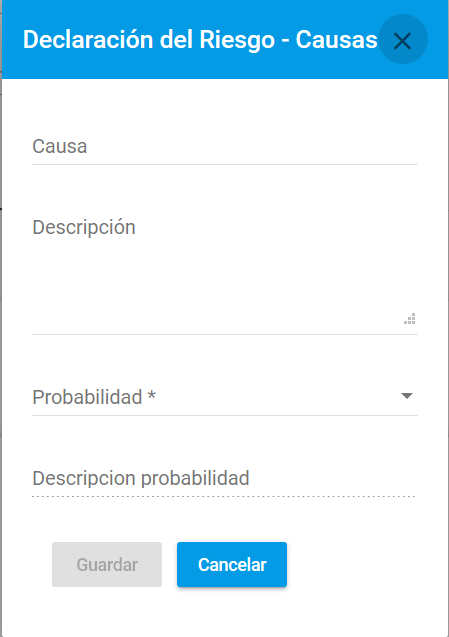 Declaración del Riesgo - Causas
Causa
Descripción
Probabilidad *
Descripcion probabilidad
Guardar
Cancelar